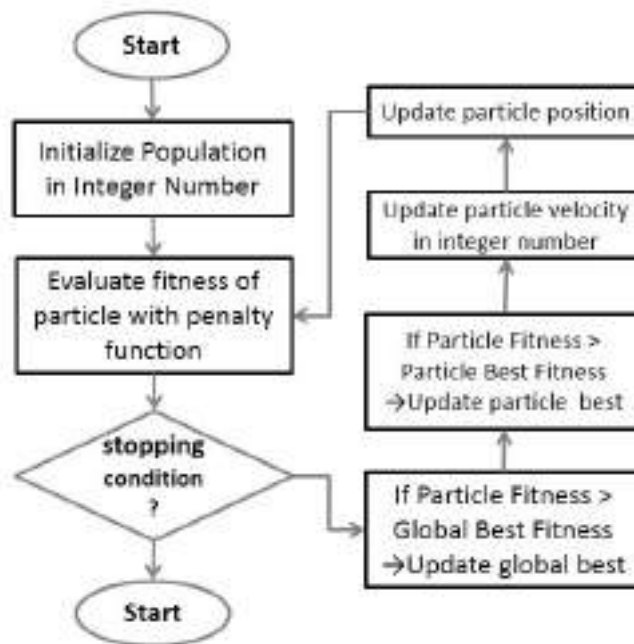 Start
Initialize Population
in Integer Number
Evaluate fitness of
particle with penalty
function
stopping
condition
?
Start
If Particle Fitness >
Global Best Fitness
→Update global best
If Particle Fitness >
Particle Best Fitness
→Update particle best
Update particle velocity
in integer number
Update particle position